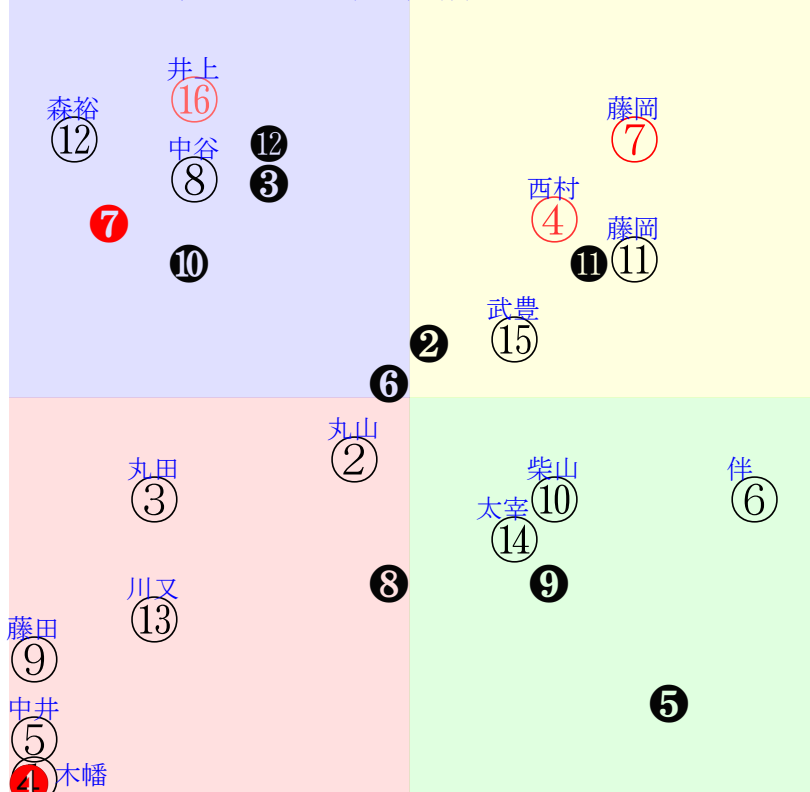 井上
⑯
森裕
藤岡
⑫
⑦
中谷
⓬
⑧
❸
西村
④
❼
藤岡
❿
⓫
⑪
武豊
⑮
❷
❻
丸山
②
丸田
柴山
伴
③
⑩
⑥
太宰
⑭
川又
❽
❾
⑬
藤田
⑨
中井
❺
⑤
木幡
❹